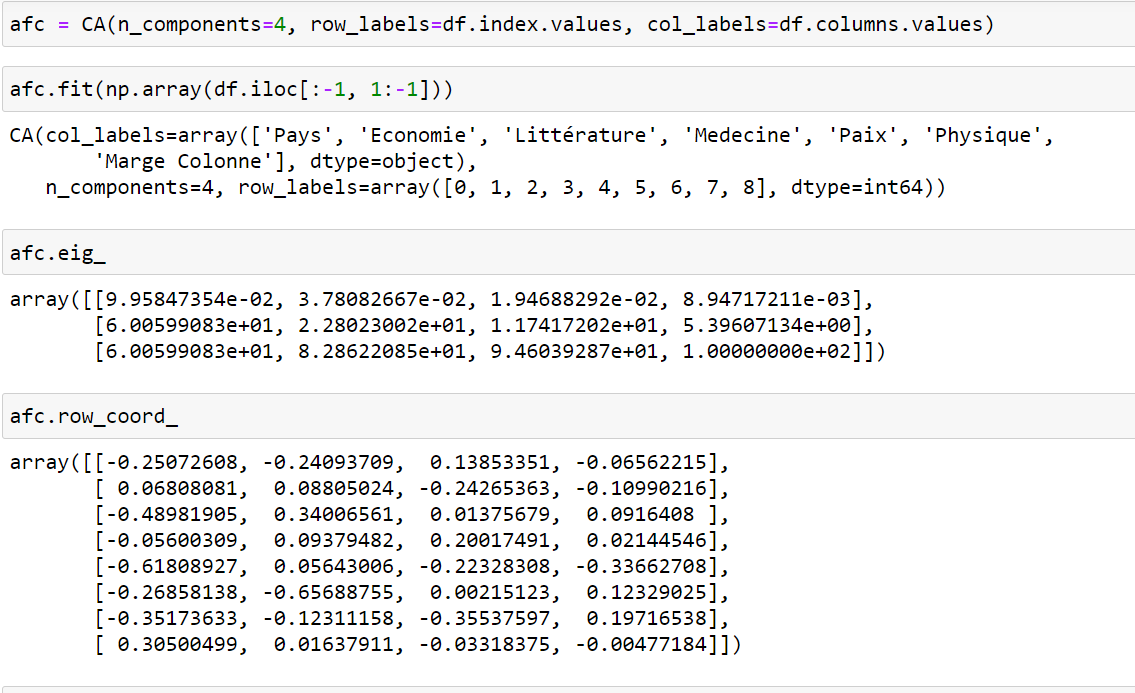 afc = CA(n_components=4, row_labels=df.index.values, col_labels=df.columns.values)
afc.fit(np.array(df.iloc[:-1, 1:-1]))
CA(col_labels=array(['Pays', 'Economie', 'Littérature', 'Medecine', 'Paix', 'Physique',
       'Marge Colonne'], dtype=object),
   n_components=4, row_labels=array([0, 1, 2, 3, 4, 5, 6, 7, 8], dtype=int64))
afc.eig_
array([[9.95847354e-02, 3.78082667e-02, 1.94688292e-02, 8.94717211e-03],
       [6.00599083e+01, 2.28023002e+01, 1.17417202e+01, 5.39607134e+00],
       [6.00599083e+01, 8.28622085e+01, 9.46039287e+01, 1.00000000e+02]])
afc.row_coord_
array([[-0.25072608, -0.24093709,  0.13853351, -0.06562215],
       [ 0.06808081,  0.08805024, -0.24265363, -0.10990216],
       [-0.48981905,  0.34006561,  0.01375679,  0.0916408 ],
       [-0.05600309,  0.09379482,  0.20017491,  0.02144546],
       [-0.61808927,  0.05643006, -0.22328308, -0.33662708],
       [-0.26858138, -0.65688755,  0.00215123,  0.12329025],
       [-0.35173633, -0.12311158, -0.35537597,  0.19716538],
       [ 0.30500499,  0.01637911, -0.03318375, -0.00477184]])